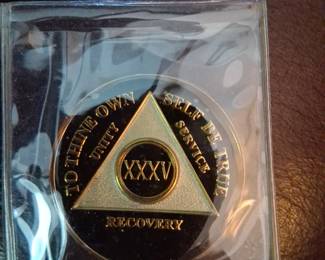 TO THINE OWN SELF BE TRUE
UNITY
SERVICE
XXXV
RECOVERY